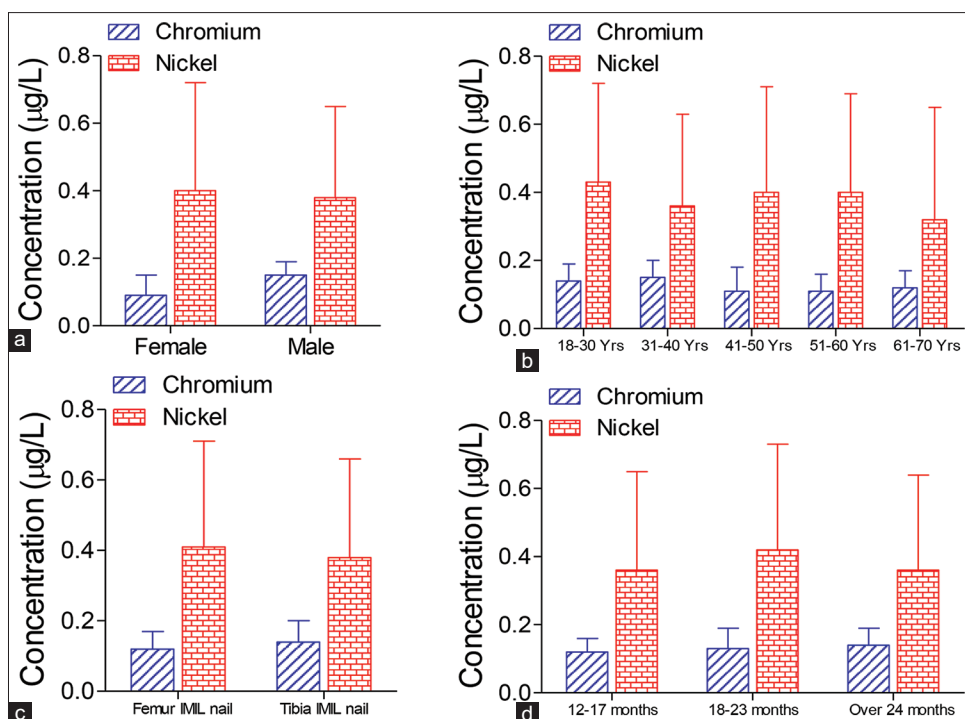 Chromium
Nickel
Concentration (µg/L)
0.8
0.6
0.4
0.2
0.0
Female Male
a
Chromium
Nickel
Concentration (µg/L)
0.8
0.6
0.4
0.2
0.0
18-30 Yrs 31-40 Yrs 41-50 Yrs 51-60 Yrs 61-70 Yrs
b
Chromium
Nickel
Concentration (µg/L)
0.8
0.6
0.4
0.2
0.0
Femur IMIL nail Tibia IMIL nail
c
Chromium
Nickel
Concentration (µg/L)
0.8
0.6
0.4
0.2
0.0
12-17 months 18-23 months Over 24 months
d